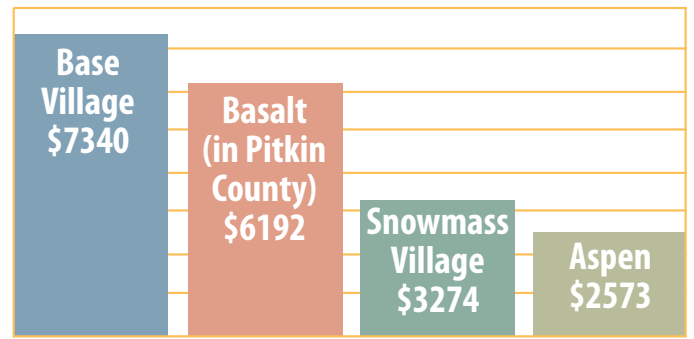 Base
Village
$7340
Basalt
(in Pitkin
County)
$6192
Snowmass
Village
$3274
Aspen
$2573